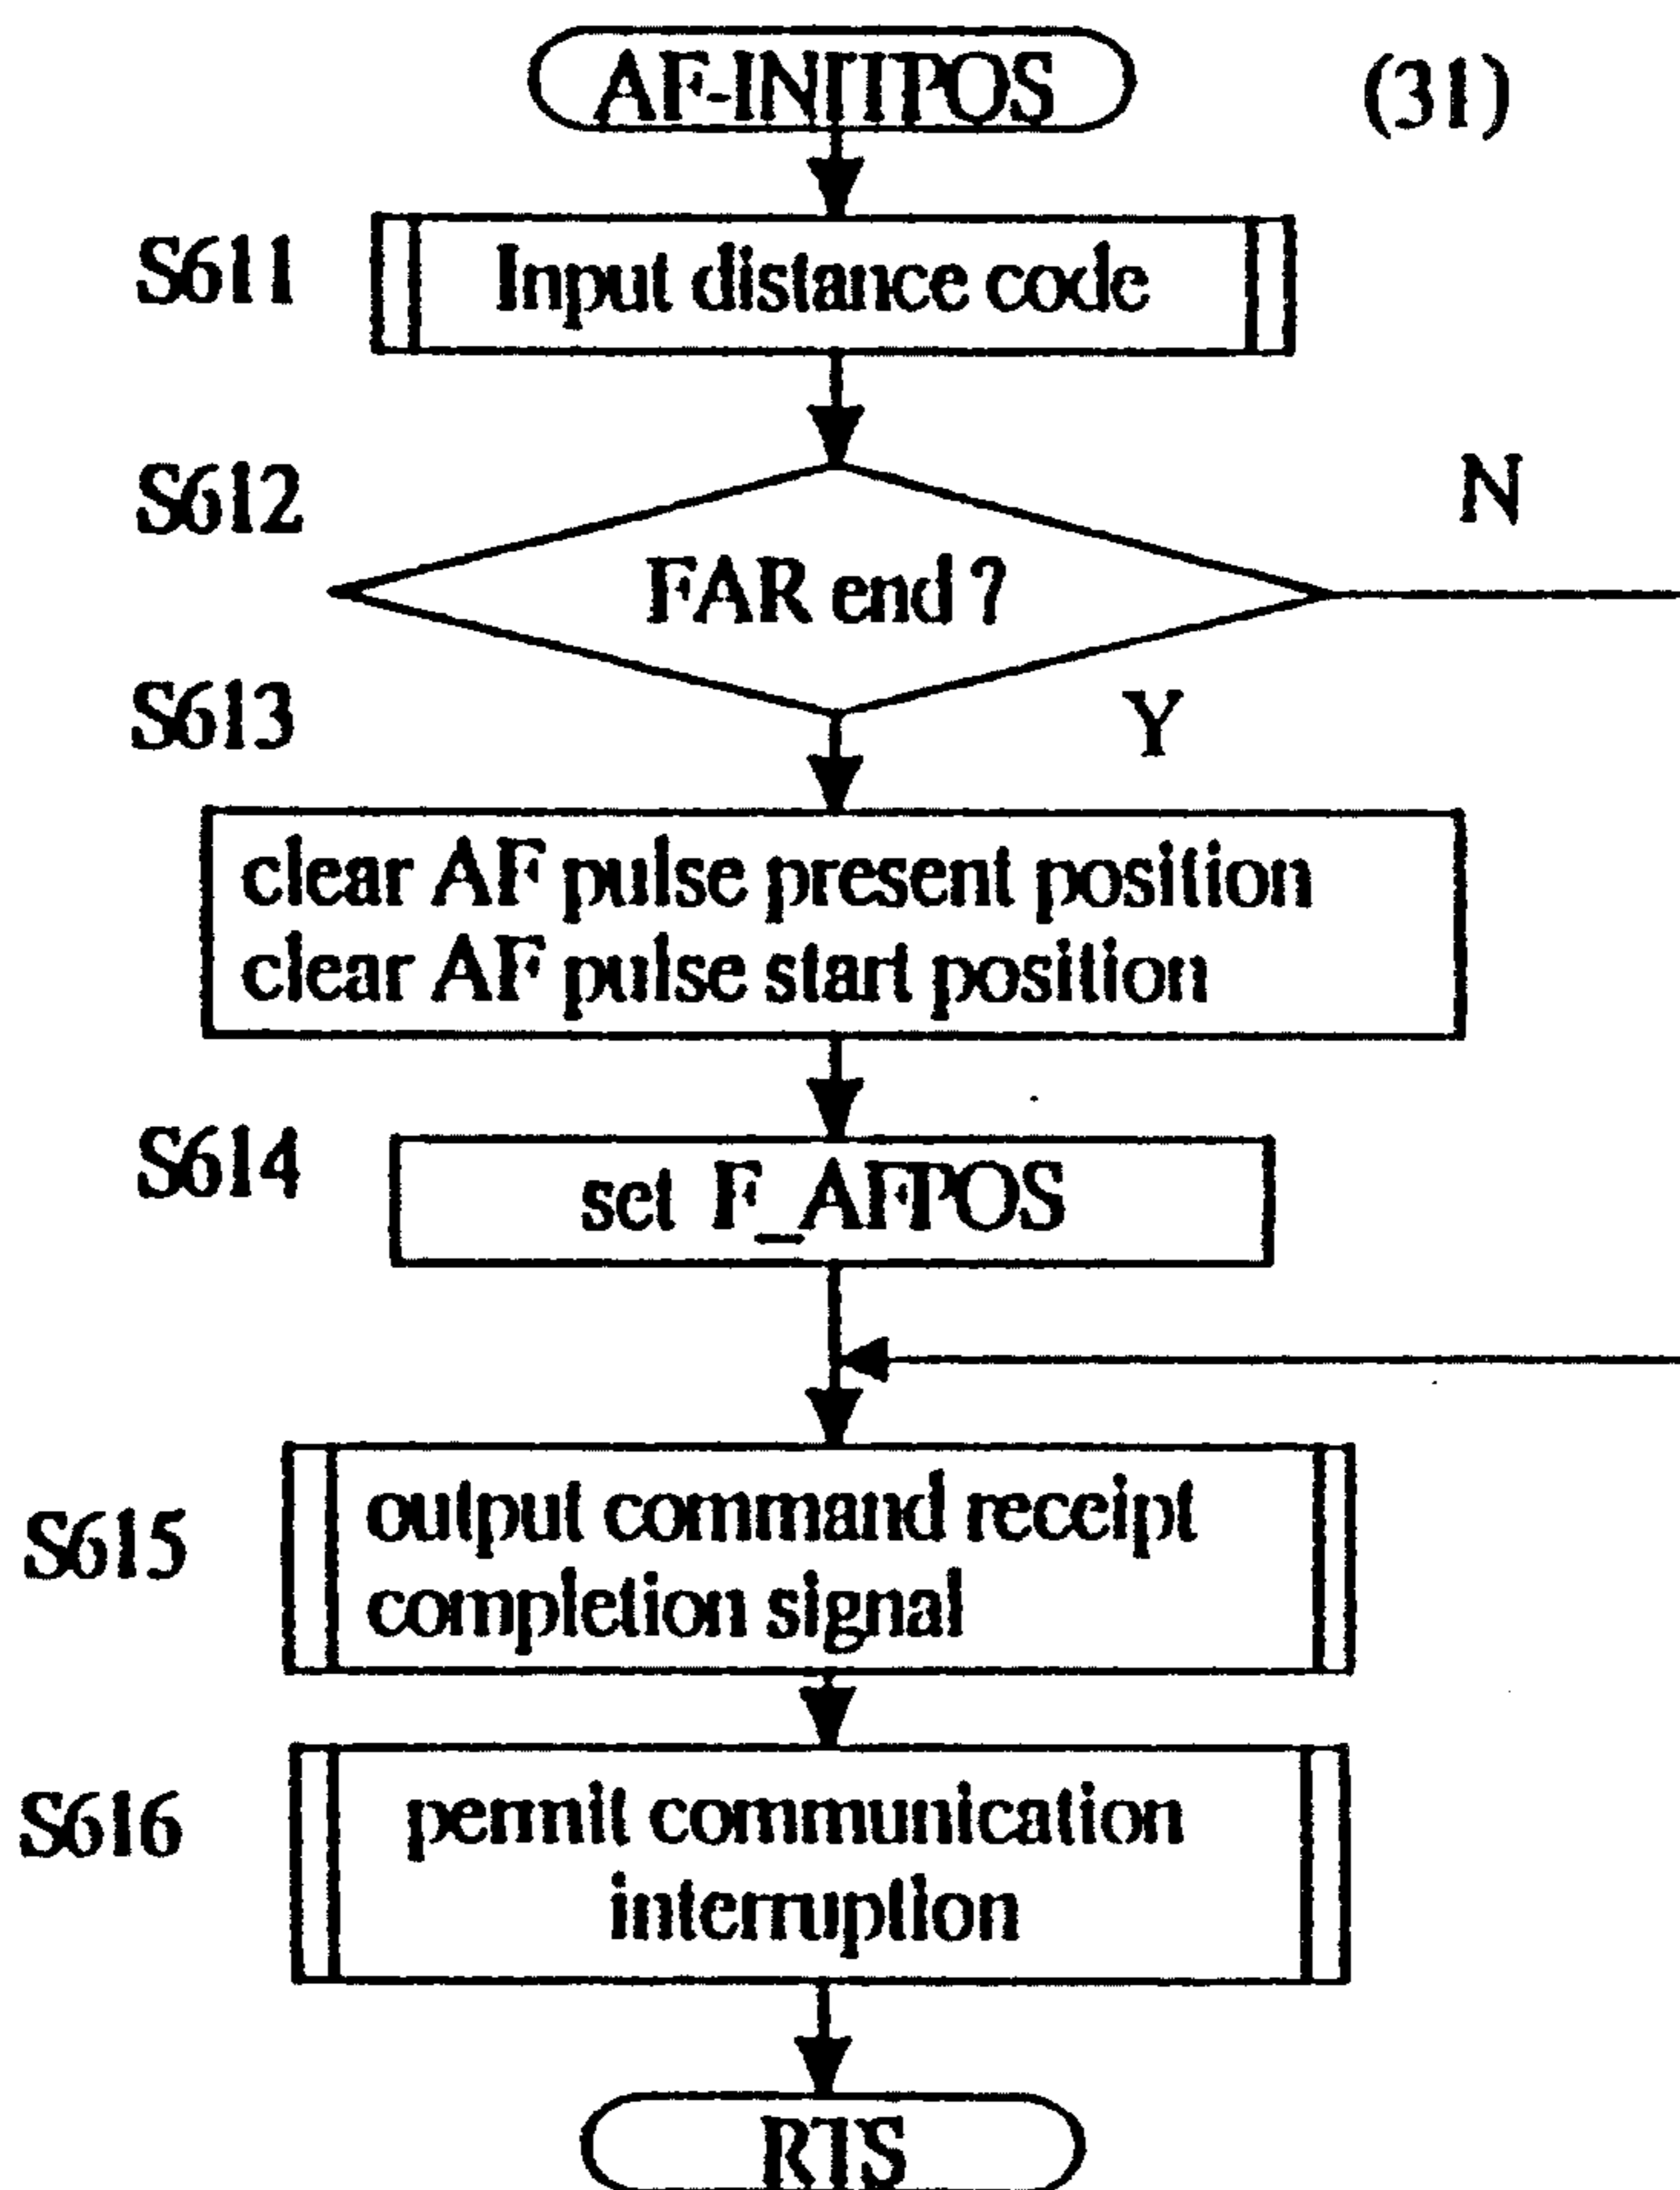 AF-INITPOS
(31)
S611
Input distance code
S612
N
FAR end ?
S613
Y
clear AF pulse present position
clear AF pulse start position
S614
set F_AFPOS
S615
output command receipt
completion signal
S616
permit communication
interruption
RTS